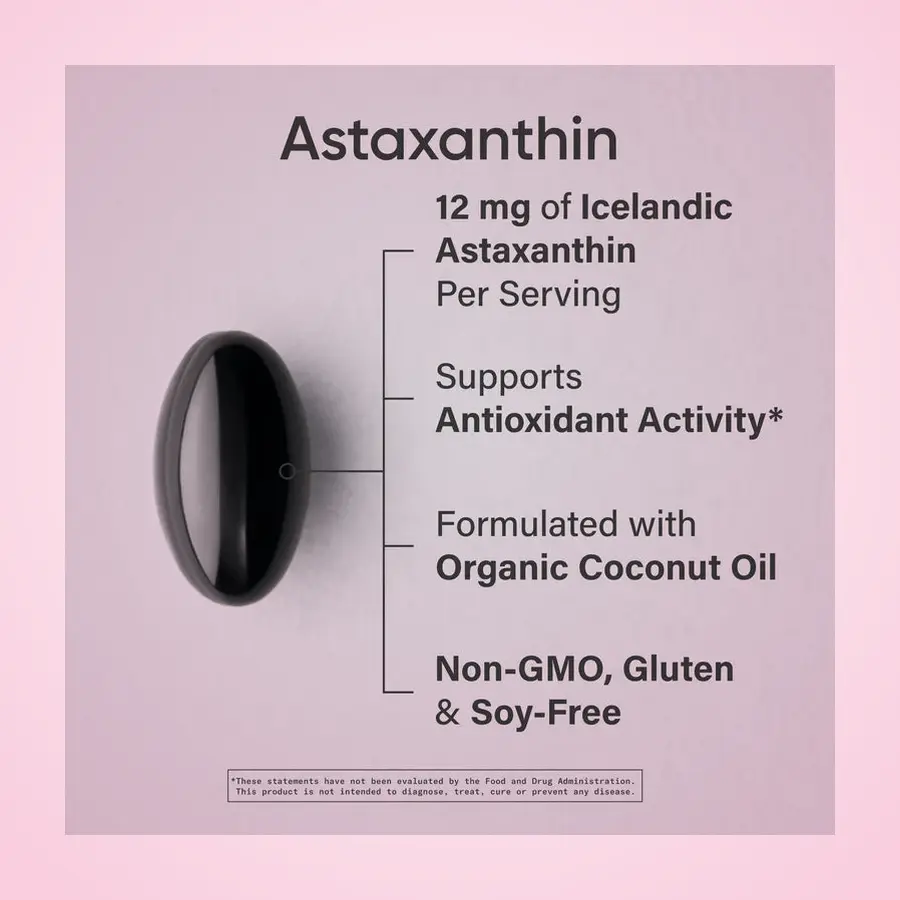 Astaxanthin
12 mg of Icelandic
Astaxanthin
Per Serving
Supports
Antioxidant Activity*
Formulated with
Organic Coconut Oil
Non-GMO, Gluten
& Soy-Free
*These statements have not been evaluated by the Food and Drug Administration.
This product is not intended to diagnose, treat, cure or prevent any disease.